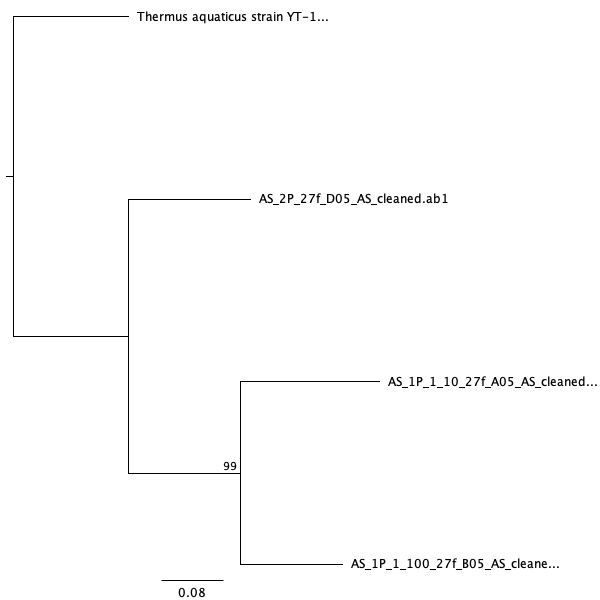 Thermus aquaticus strain YT-1...
AS_2P_27f_D05_AS_cleaned.ab1
AS_1P_1_10_27f_A05_AS_cleaned...
99
AS_1P_1_100_27f_B05_AS_cleane...
0.08